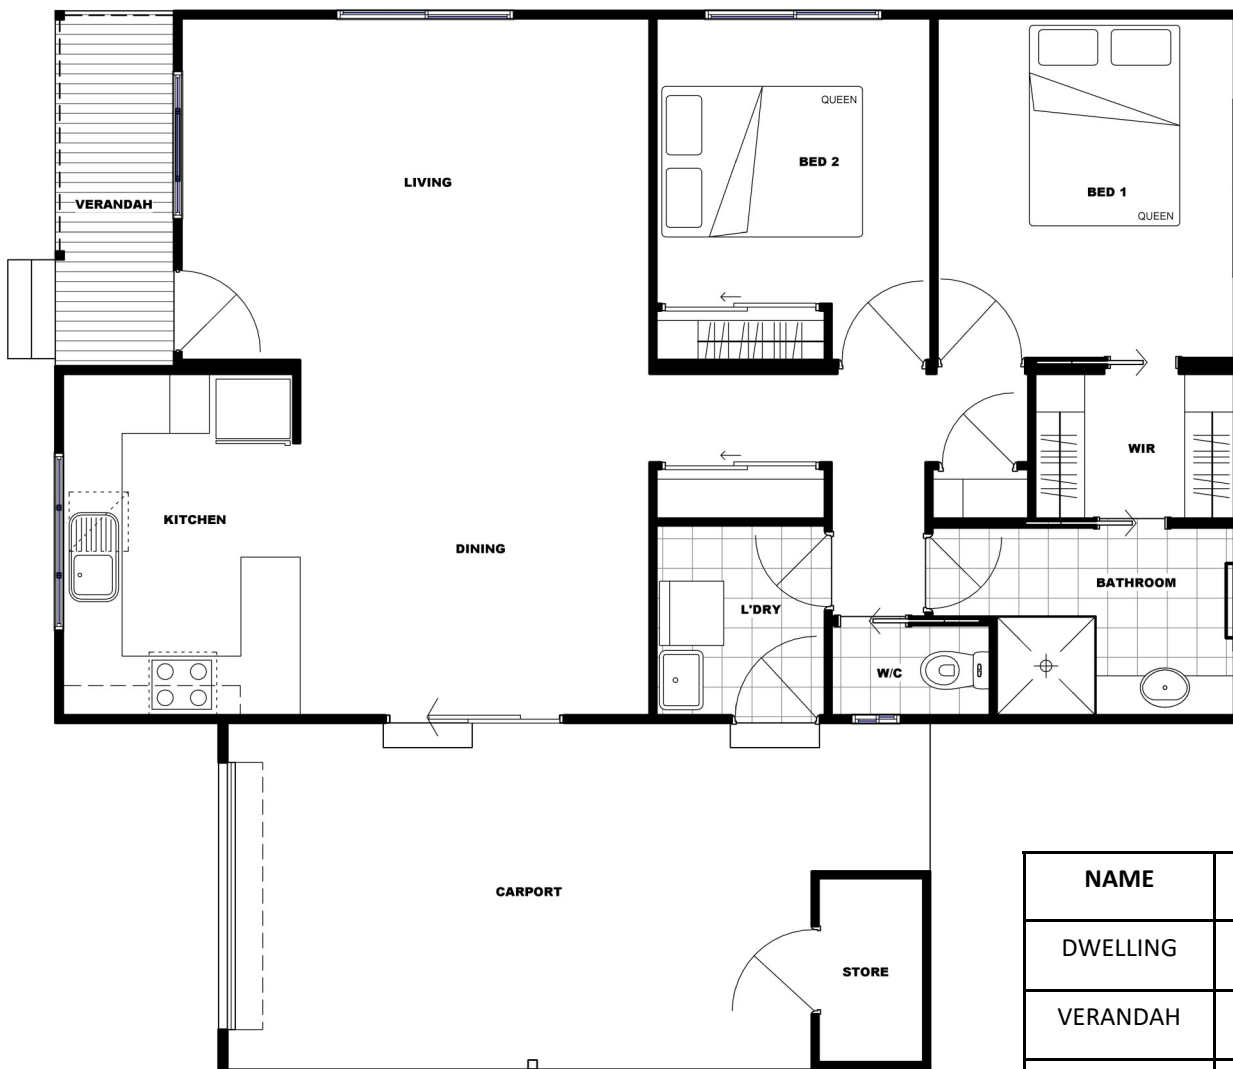 QUEEN
BED 2
LIVING
BED 1
VERANDAH
QUEEN
WIR
KITCHEN
DINING
BATHROOM
L'DRY
W/C
CARPORT
STORE
NAME
DWELLING
VERANDAH